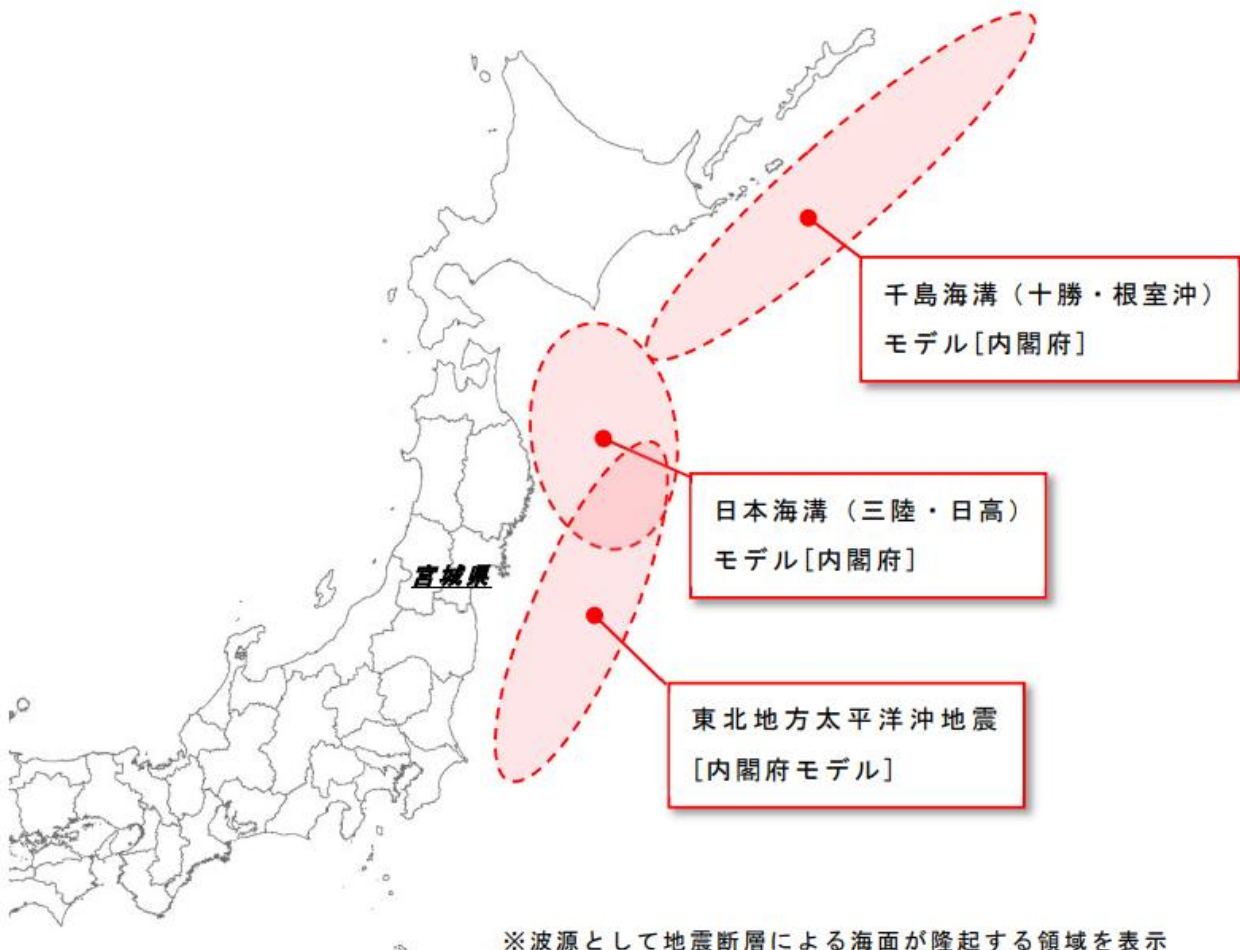 千島海溝（十勝・根室沖）
モデル[内閣府]
日本海溝（三陸・日高）
モデル[内閣府]
宮城県
東北地方太平洋沖地震
[内閣府モデル]
※波源として地震断層による海面が隆起する領域を表示